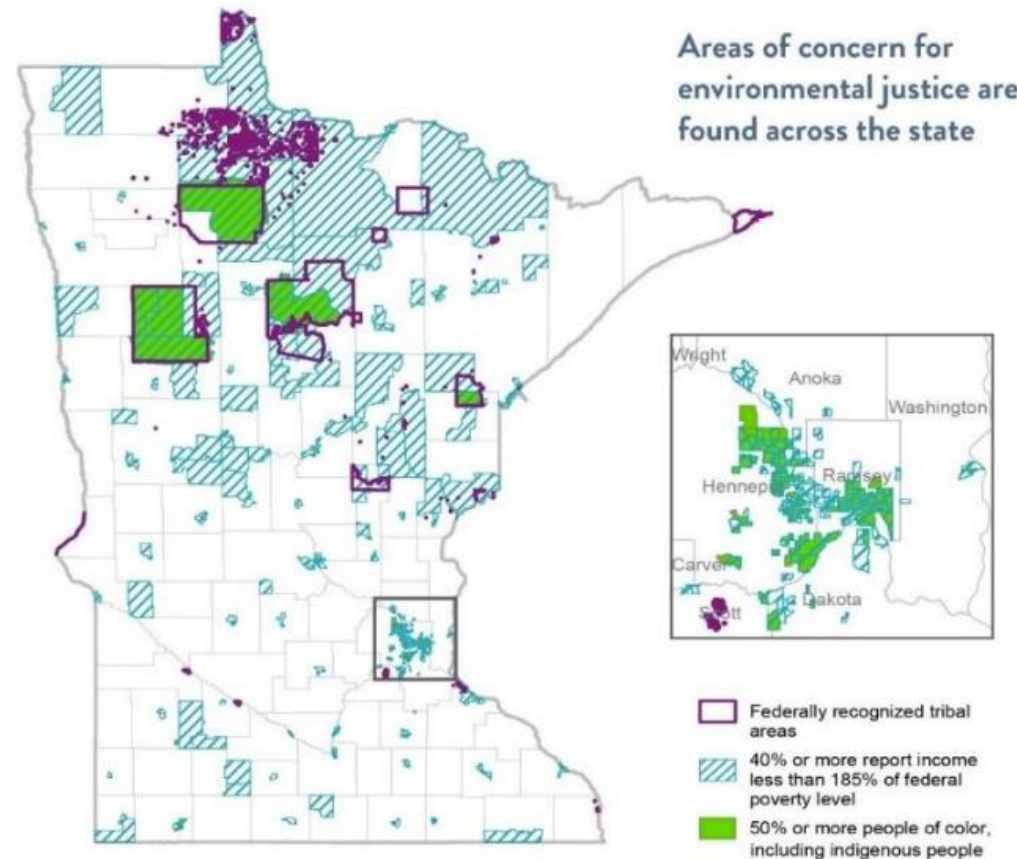 Areas of concern for
environmental justice are
found across the state
Wright
Anoka
Washington
Hennepi
Ramsey
Carver
Scott
Dakota
Federally recognized tribal
areas
40% or more report income
less than 185% of federal
poverty level
50% or more people of color,
including indigenous people